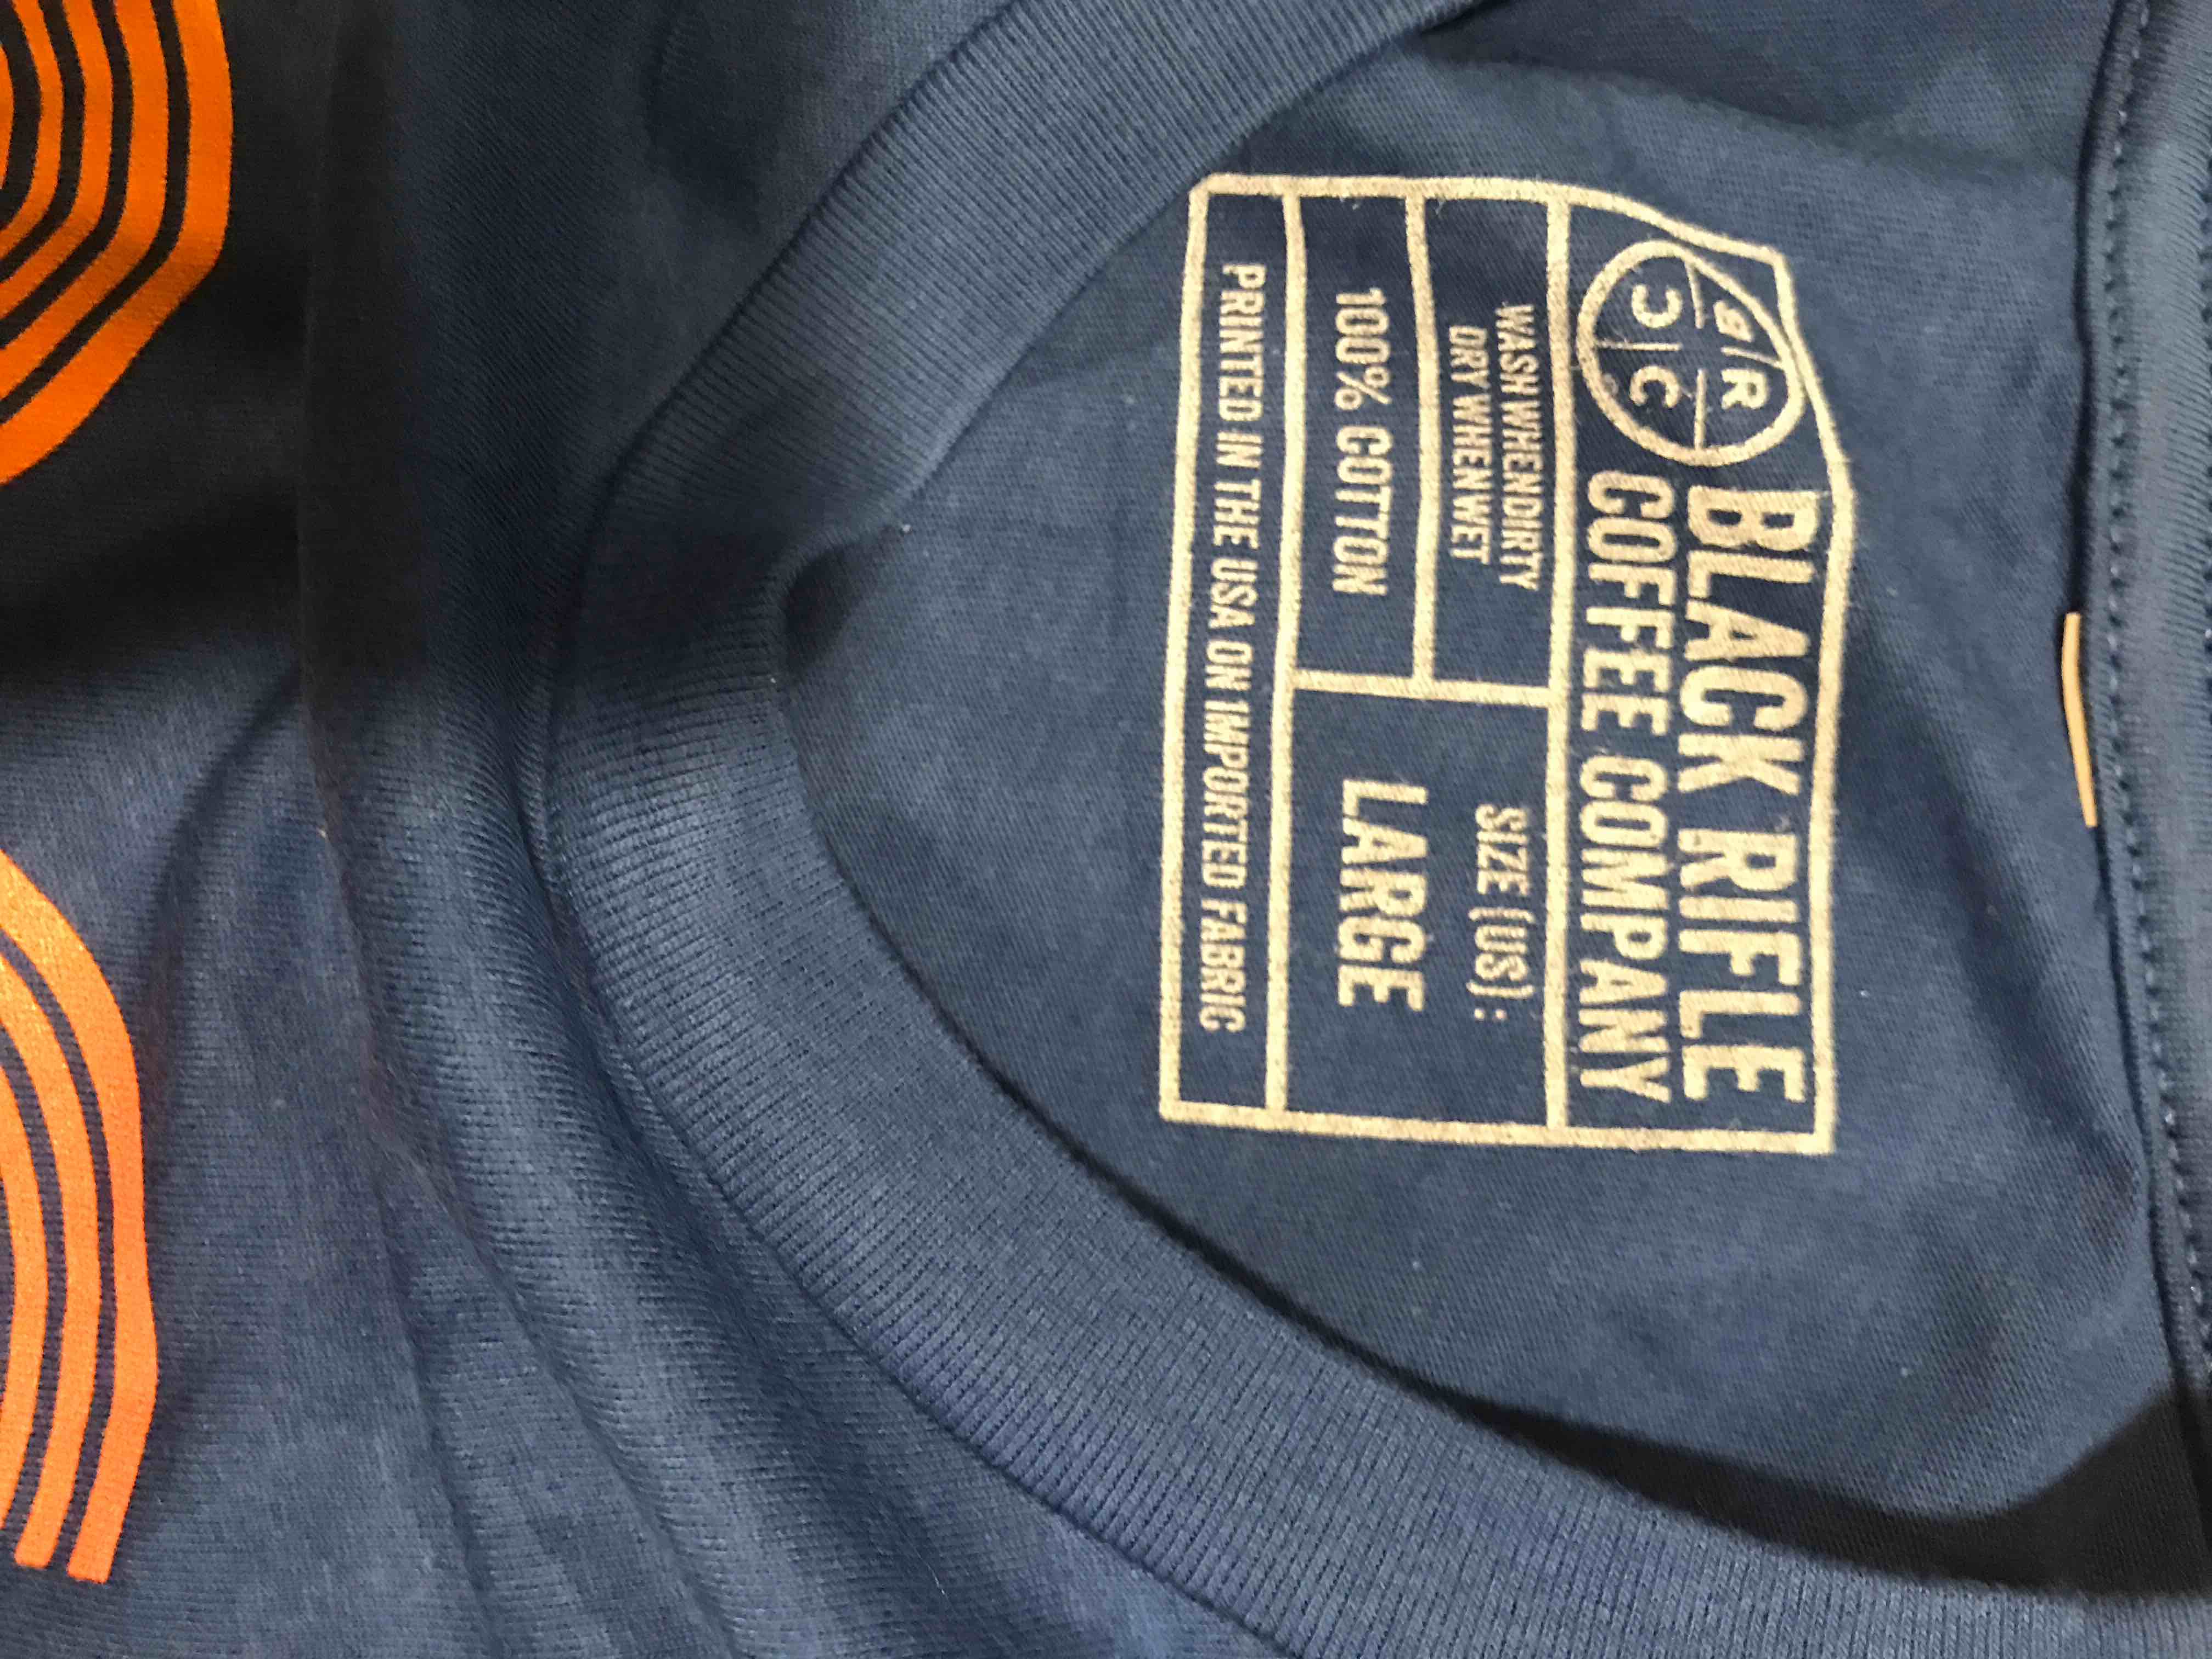 BRCC
BLACK RIFLE
COFFEE COMPANY
WASH WHEN DIRTY
DRY WHEN WET
100% COTTON
SIZE (US):
LARGE
PRINTED IN THE USA ON IMPORTED FABRIC